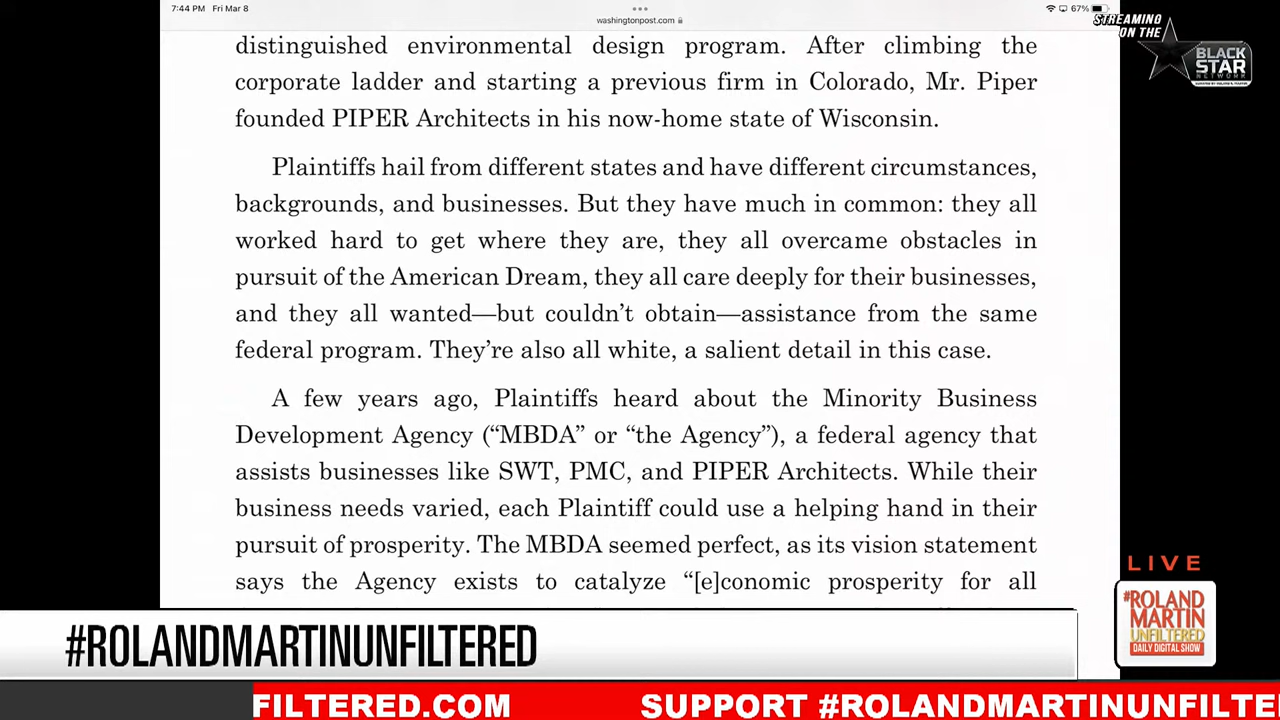 7:44 PM Fri Mar 8
washingtonpost.com
67%
STREAMING
ON THE
BLACK
STAR
NETWORK
distinguished environmental design program. After climbing the
corporate ladder and starting a previous firm in Colorado, Mr. Piper
founded PIPER Architects in his now-home state of Wisconsin.
Plaintiffs hail from different states and have different circumstances,
backgrounds, and businesses. But they have much in common: they all
worked hard to get where they are, they all overcame obstacles in
pursuit of the American Dream, they all care deeply for their businesses,
and they all wanted—but couldn’t obtain—assistance from the same
federal program. They’re also all white, a salient detail in this case.
A few years ago, Plaintiffs heard about the Minority Business
Development Agency (“MBDA” or “the Agency”), a federal agency that
assists businesses like SWT, PMC, and PIPER Architects. While their
business needs varied, each Plaintiff could use a helping hand in their
pursuit of prosperity. The MBDA seemed perfect, as its vision statement
says the Agency exists to catalyze “[e]conomic prosperity for all
LIVE
#ROLAND
MARTIN
UNFILTERED
DAILY DIGITAL SHOW
#ROLANDMARTINUNFILTERED
FILTERED.COM SUPPORT #ROLANDMARTINUNFILTE